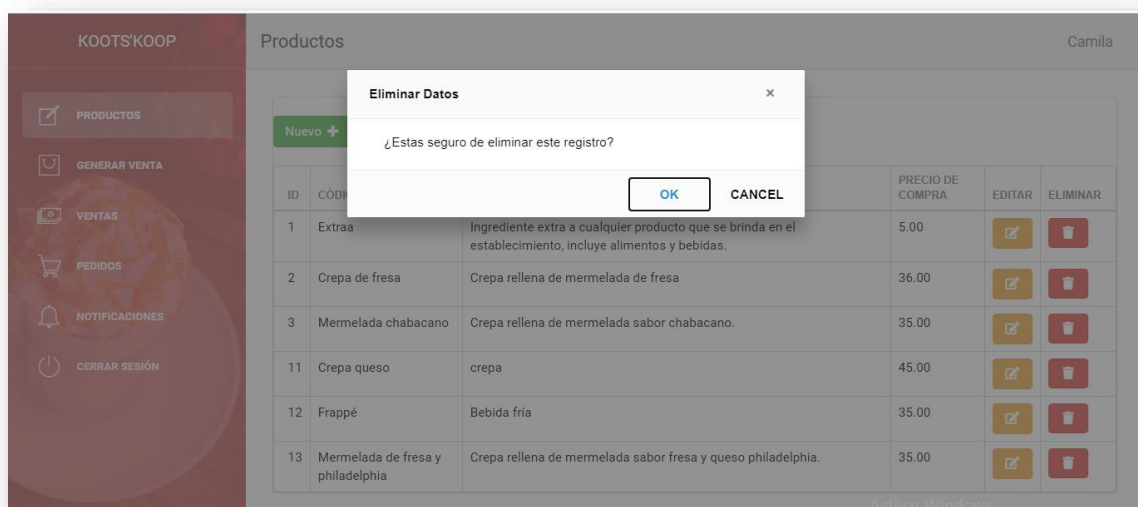 KOOTS'KOOP
Productos
Camila
PRODUCTOS
GENERAR VENTA
VENTAS
PEDIDOS
NOTIFICACIONES
CERRAR SESIÓN
Nuevo
Eliminar Datos ×
¿Estas seguro de eliminar este registro?
OK CANCEL
ID PRECIO DE
COMPRA EDITAR ELIMINAR
1 Extraa Ingrediente extra a cualquier producto que se brinda en el 5.00
establecimiento, incluye alimentos y bebidas.
2 Crepa de fresa Crepa rellena de mermelada de fresa 36.00
3 Mermelada chabacano Crepa rellena de mermelada sabor chabacano. 35.00
11 Crepa queso crepa 45.00
12 Frappé Bebida fría 35.00
13 Mermelada de fresa y Crepa rellena de mermelada sabor fresa y queso philadelphia. 35.00
philadelphia
Activar Windows